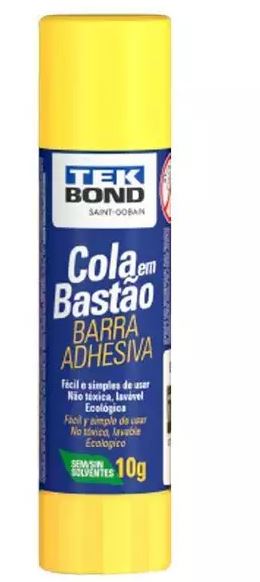 TEK
BOND
SAINT-GOBAIN
Cola em
Bastão
BARRA
ADHESIVA
Fácil e simples de usar
Não tóxica, lavável
Ecológica
Fácil y simple de usar
No tóxica, lavable
Ecologico
SEM/SIN
SOLVENTES 10g